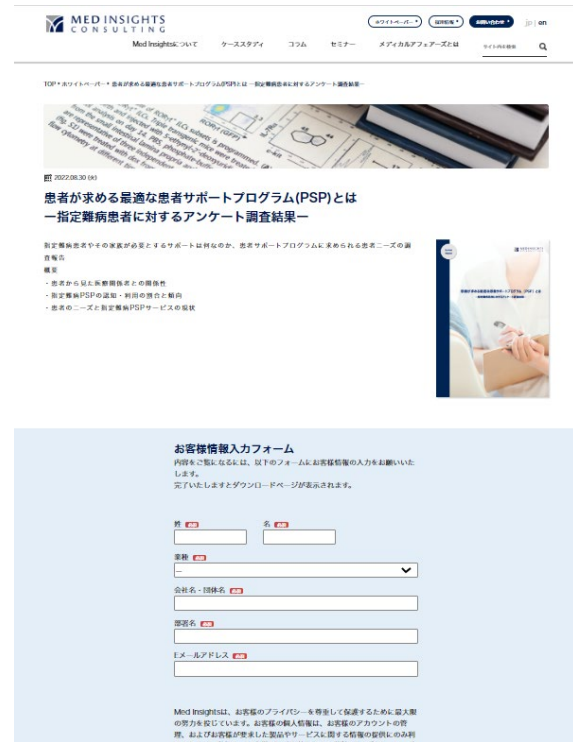 MED INSIGHTS
CONSULTING
ホワイトペーパー
採用情報
お問い合わせ
jp | en
Med Insightsについて
ケーススタディ
コラム
セミナー
メディカルアフェアーズとは
サイト内を検索
TOP • ホワイトペーパー • 患者が求める最適な患者サポートプログラム(PSP)とは ー指定難病患者に対するアンケート調査結果ー
2022.08.30 (火)
患者が求める最適な患者サポートプログラム(PSP)とは
ー指定難病患者に対するアンケート調査結果ー
指定難病患者やその家族が必要とするサポートは何なのか、患者サポートプログラムに求められる患者ニーズの調
査報告
概要
・患者から見た医療関係者との関係性
・指定難病PSPの認知・利用の割合と傾向
・患者のニーズと指定難病PSPサービスの現状
お客様情報入力フォーム
内容をご覧になるには、以下のフォームにお客様情報の入力をお願いいた
します。
完了いたしますとダウンロードページが表示されます。
姓 必須
名 必須
業種 必須
—
会社名・団体名 必須
部署名 必須
Eメールアドレス 必須
Med Insightsは、お客様のプライバシーを尊重して保護するために最大限
の努力を投じています。お客様の個人情報は、お客様のアカウントの管
理、およびお客様が要求した製品やサービスに関する情報の提供にのみ利